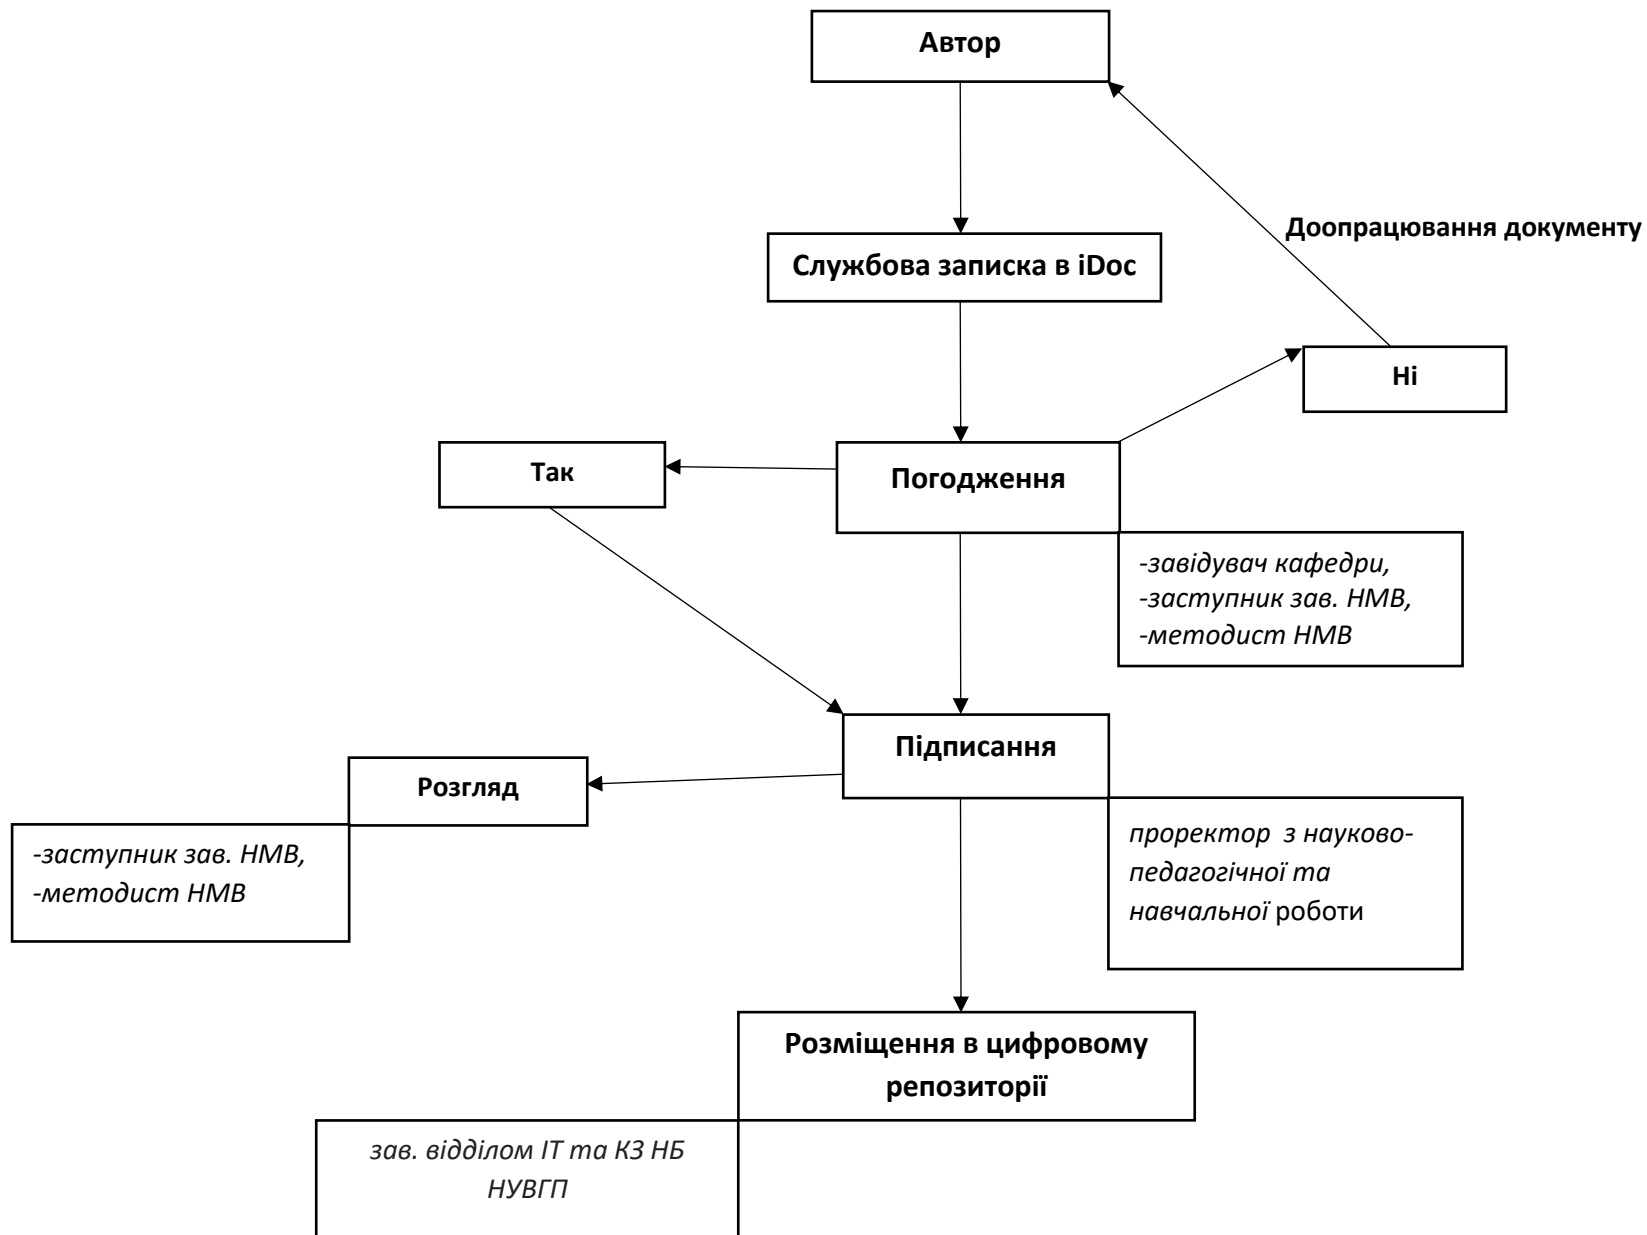 Автор
Доопрацювання документу
Службова записка в iDoc
Ні
Так
Погодження
-завідувач кафедри,
-заступник зав. НМВ,
-методист НМВ
Підписання
Розгляд
-заступник зав. НМВ,
-методист НМВ
проректор з науково-
педагогічної та
навчальної роботи
Розміщення в цифровому
репозиторії
зав. відділом ІТ та КЗ НБ
НУВГП